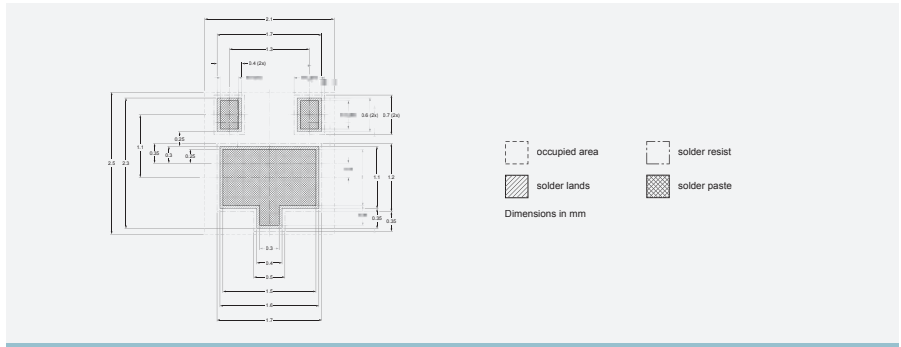 2.1
1.7
1.3
0.4 (2x)
0.6 (2x) 0.7 (2x)
0.25
1.1
0.35 0.3 0.25
2.5 2.3
1.1 1.2
0.35 0.35
0.3
0.4
0.5
1.5
1.6
1.7
occupied area solder resist
solder lands solder paste
Dimensions in mm